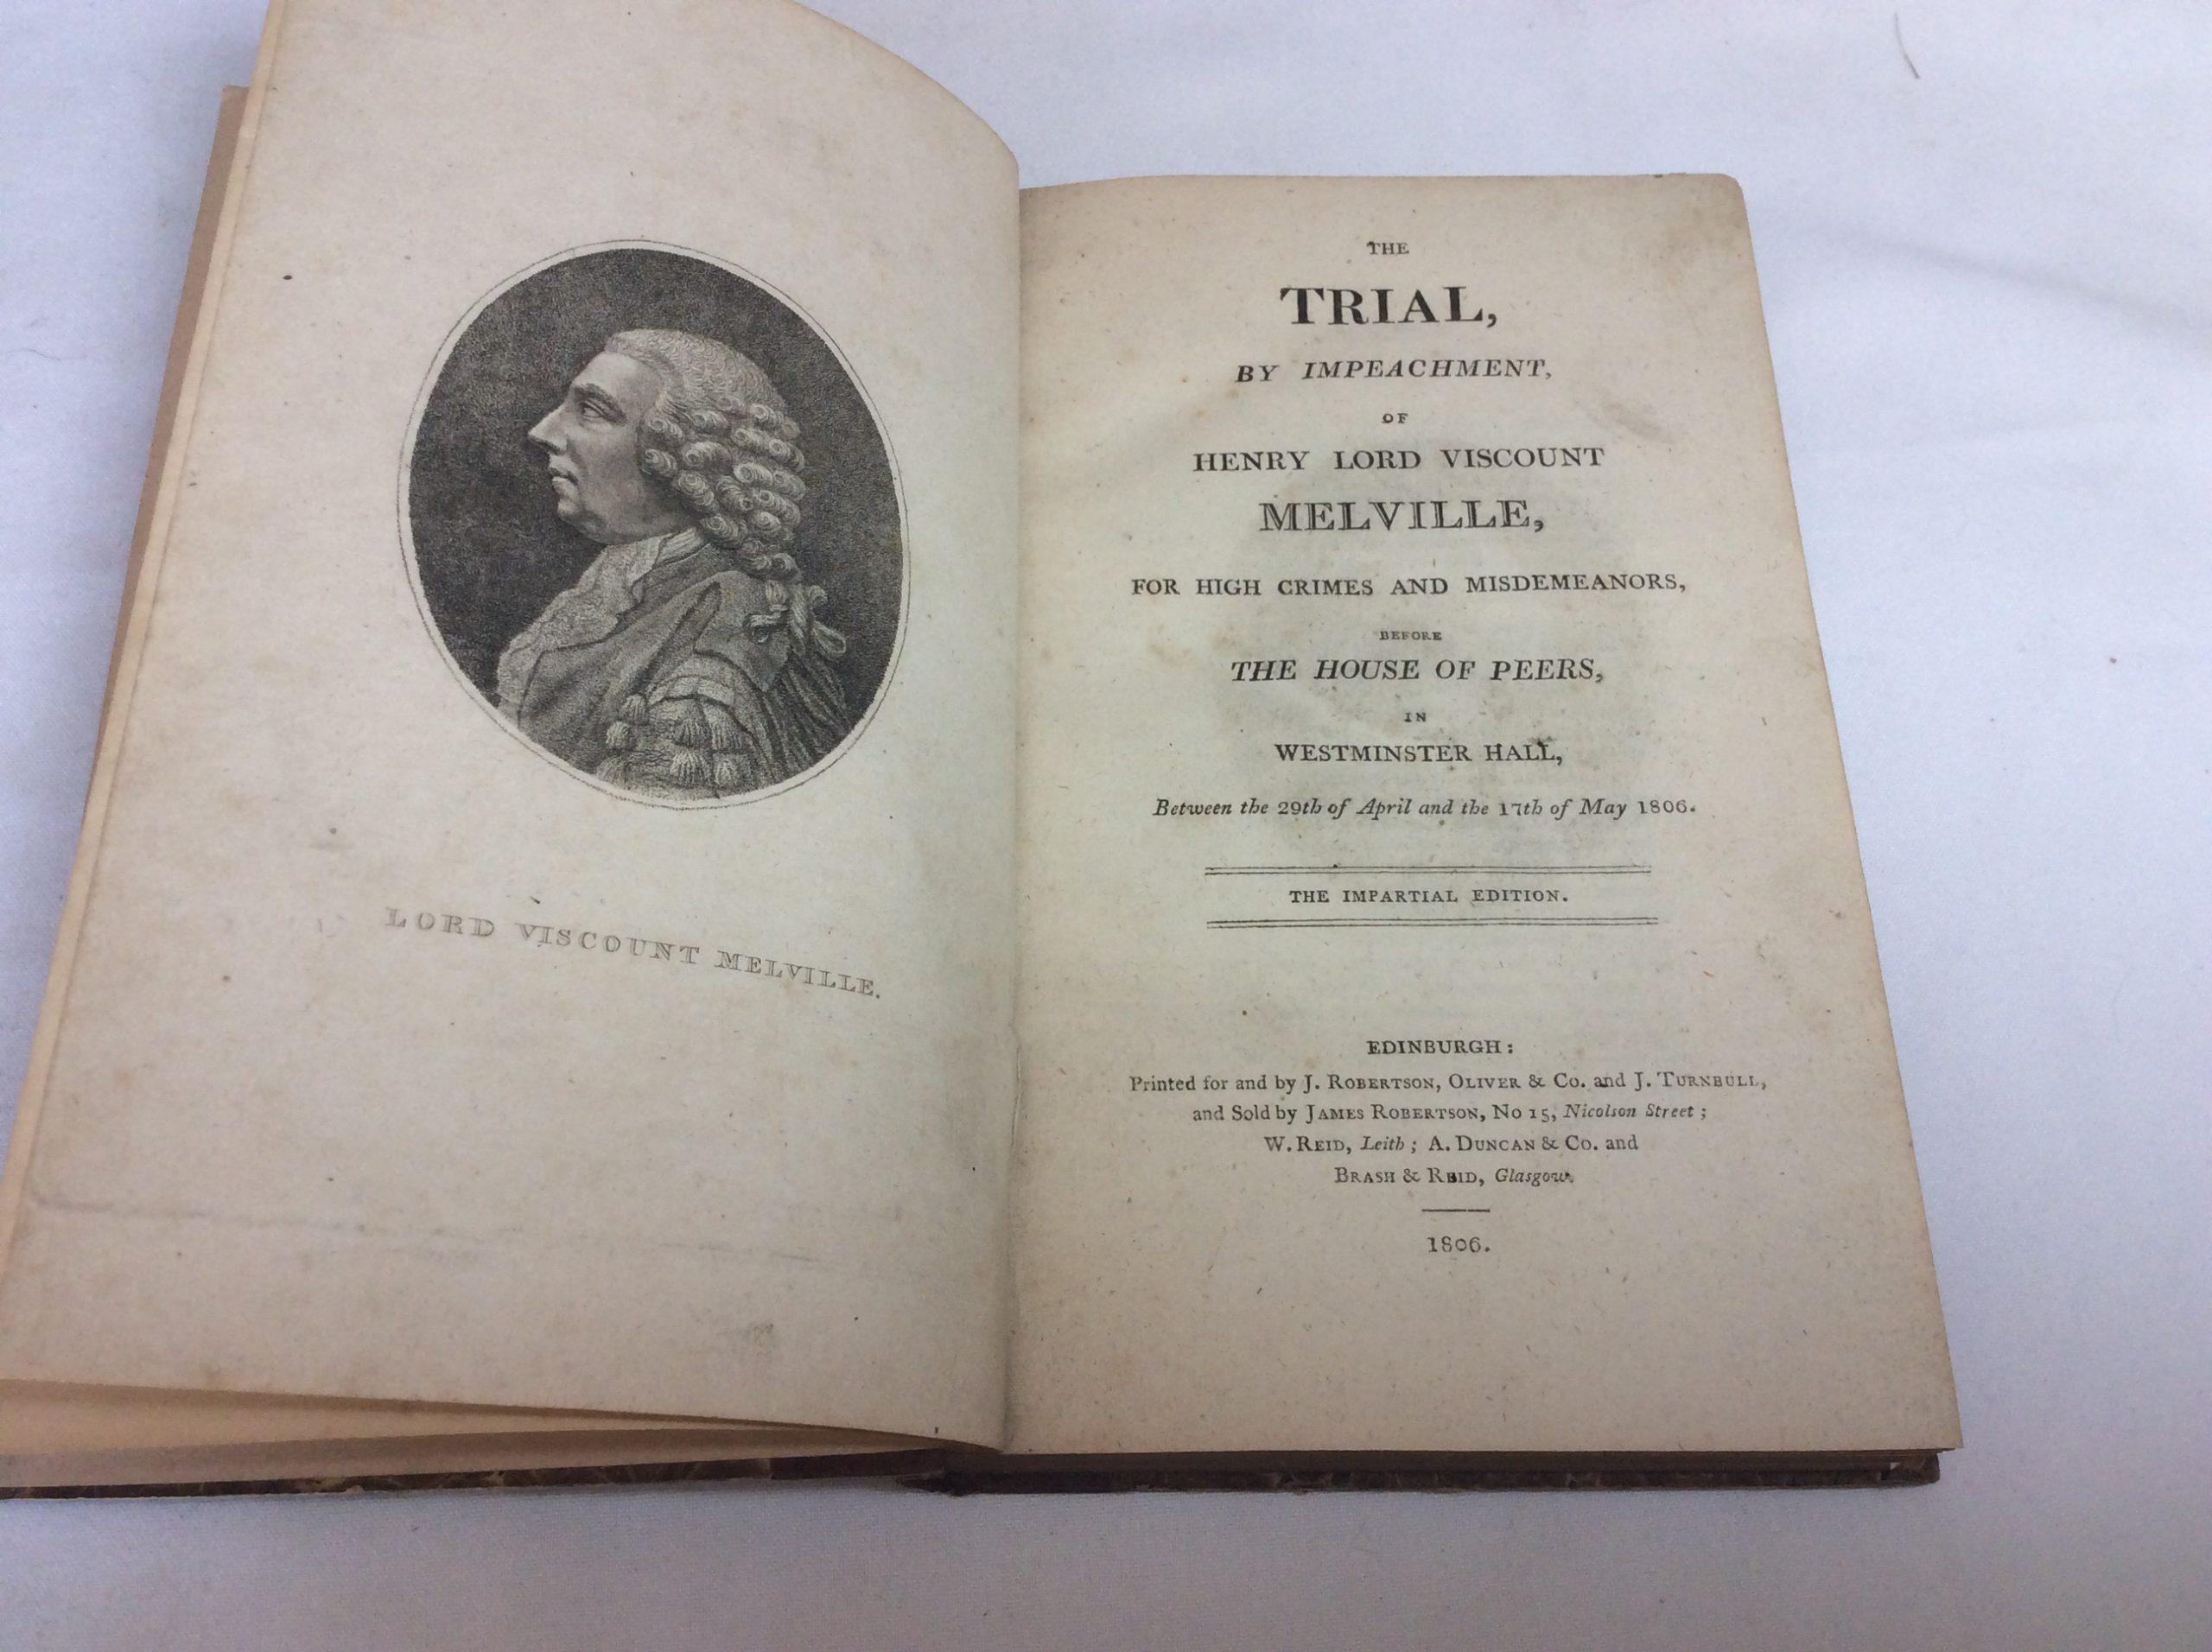 LORD VISCOUNT MELVILLE.
THE
TRIAL,
BY IMPEACHMENT,
OF
HENRY LORD VISCOUNT
MELVILLE,
FOR HIGH CRIMES AND MISDEMEANORS,
BEFORE
THE HOUSE OF PEERS,
IN
WESTMINSTER HALL,
Between the 29th of April and the 17th of May 1806.
THE IMPARTIAL EDITION.
EDINBURGH:
Printed for and by J. ROBERTSON, OLIVER & Co. and J. TURNBULL,
and Sold by JAMES ROBERTSON, No 15, Nicolson Street;
W. REID, Leith; A. DUNCAN & Co. and
BRASH & REID, Glasgow.
1806.